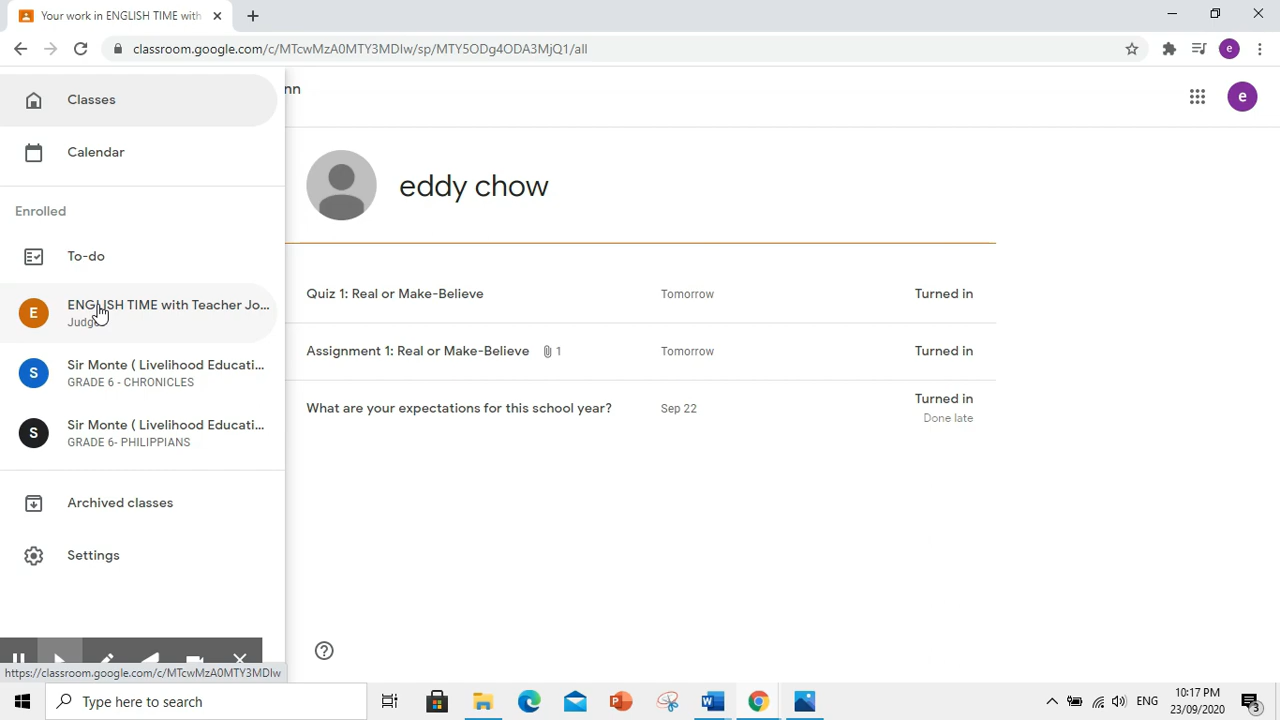 Your work in ENGLISH TIME with
classroom.google.com/c/MTcwMzA0MTY3MDIw/sp/MTY5ODg4ODA3MjQ1/all
e
Classes
nn
e
Calendar
eddy chow
Enrolled
To-do
Quiz 1: Real or Make-Believe
Tomorrow
Turned in
E
ENGLISH TIME with Teacher Jo...
Assignment 1: Real or Make-Believe
1
Tomorrow
Turned in
S
Sir Monte ( Livelihood Educati...
GRADE 6 - CHRONICLES
What are your expectations for this school year?
Sep 22
Turned in
Done late
S
Sir Monte ( Livelihood Educati...
GRADE 6- PHILIPPIANS
Archived classes
Settings
https://classroom.google.com/c/MTcwMzA0MTY3MDIw
Type here to search
ENG
10:17 PM
23/09/2020
3